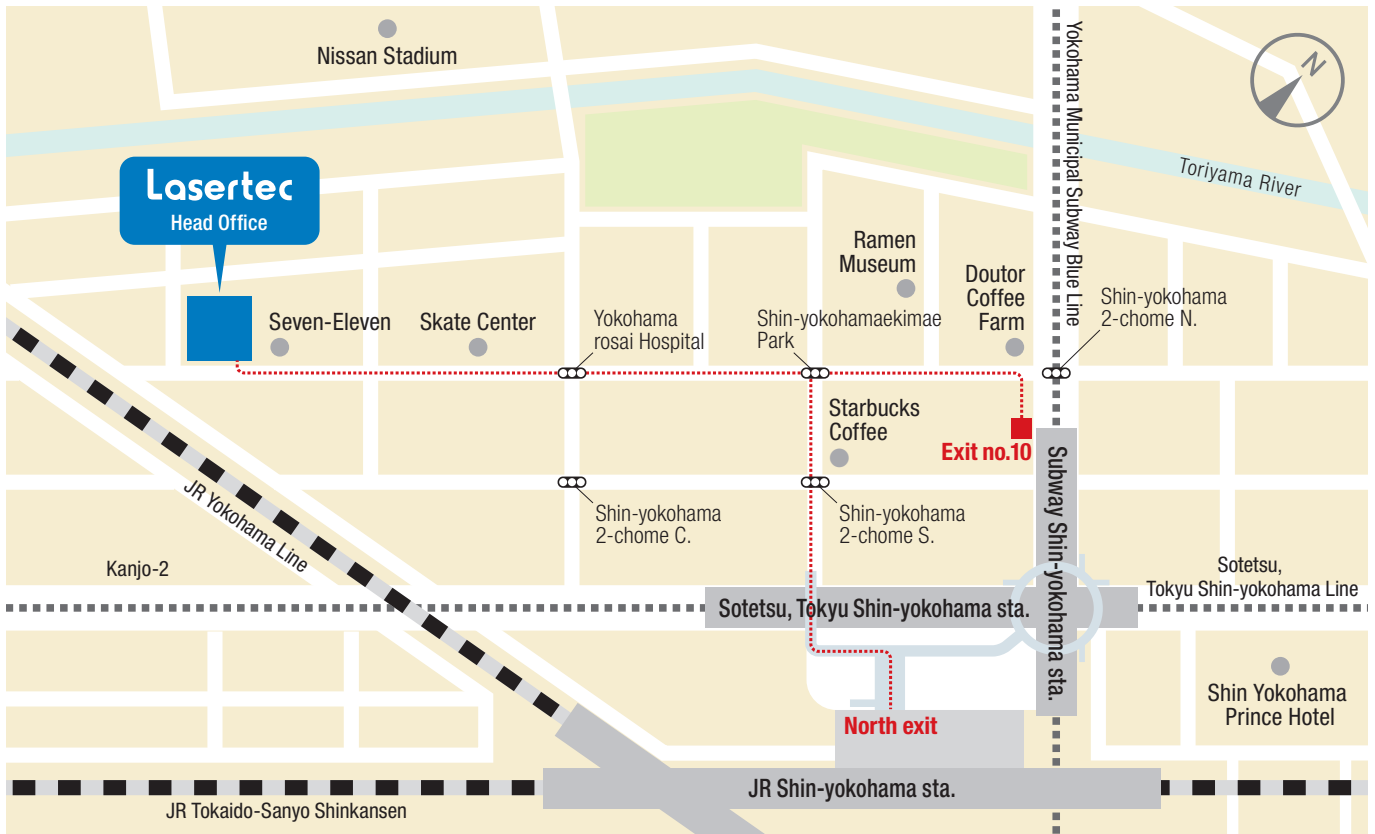 Nissan Stadium
N
Yokohama Municipal Subway Blue Line
Toriyama River
Lasertec
Head Office
Ramen
Museum
Doutor
Coffee
Farm
Shin-yokohama
2-chome N.
Seven-Eleven
Skate Center
Yokohama
rosai Hospital
Shin-yokohamaekimae
Park
Starbucks
Coffee
Exit no.10
Subway Shin-yokohama sta.
JR Yokohama Line
Shin-yokohama
2-chome C.
Shin-yokohama
2-chome S.
Kanjo-2
Sotetsu,
Tokyu Shin-yokohama Line
Sotetsu, Tokyu Shin-yokohama sta.
Shin Yokohama
Prince Hotel
North exit
JR Shin-yokohama sta.
JR Tokaido-Sanyo Shinkansen